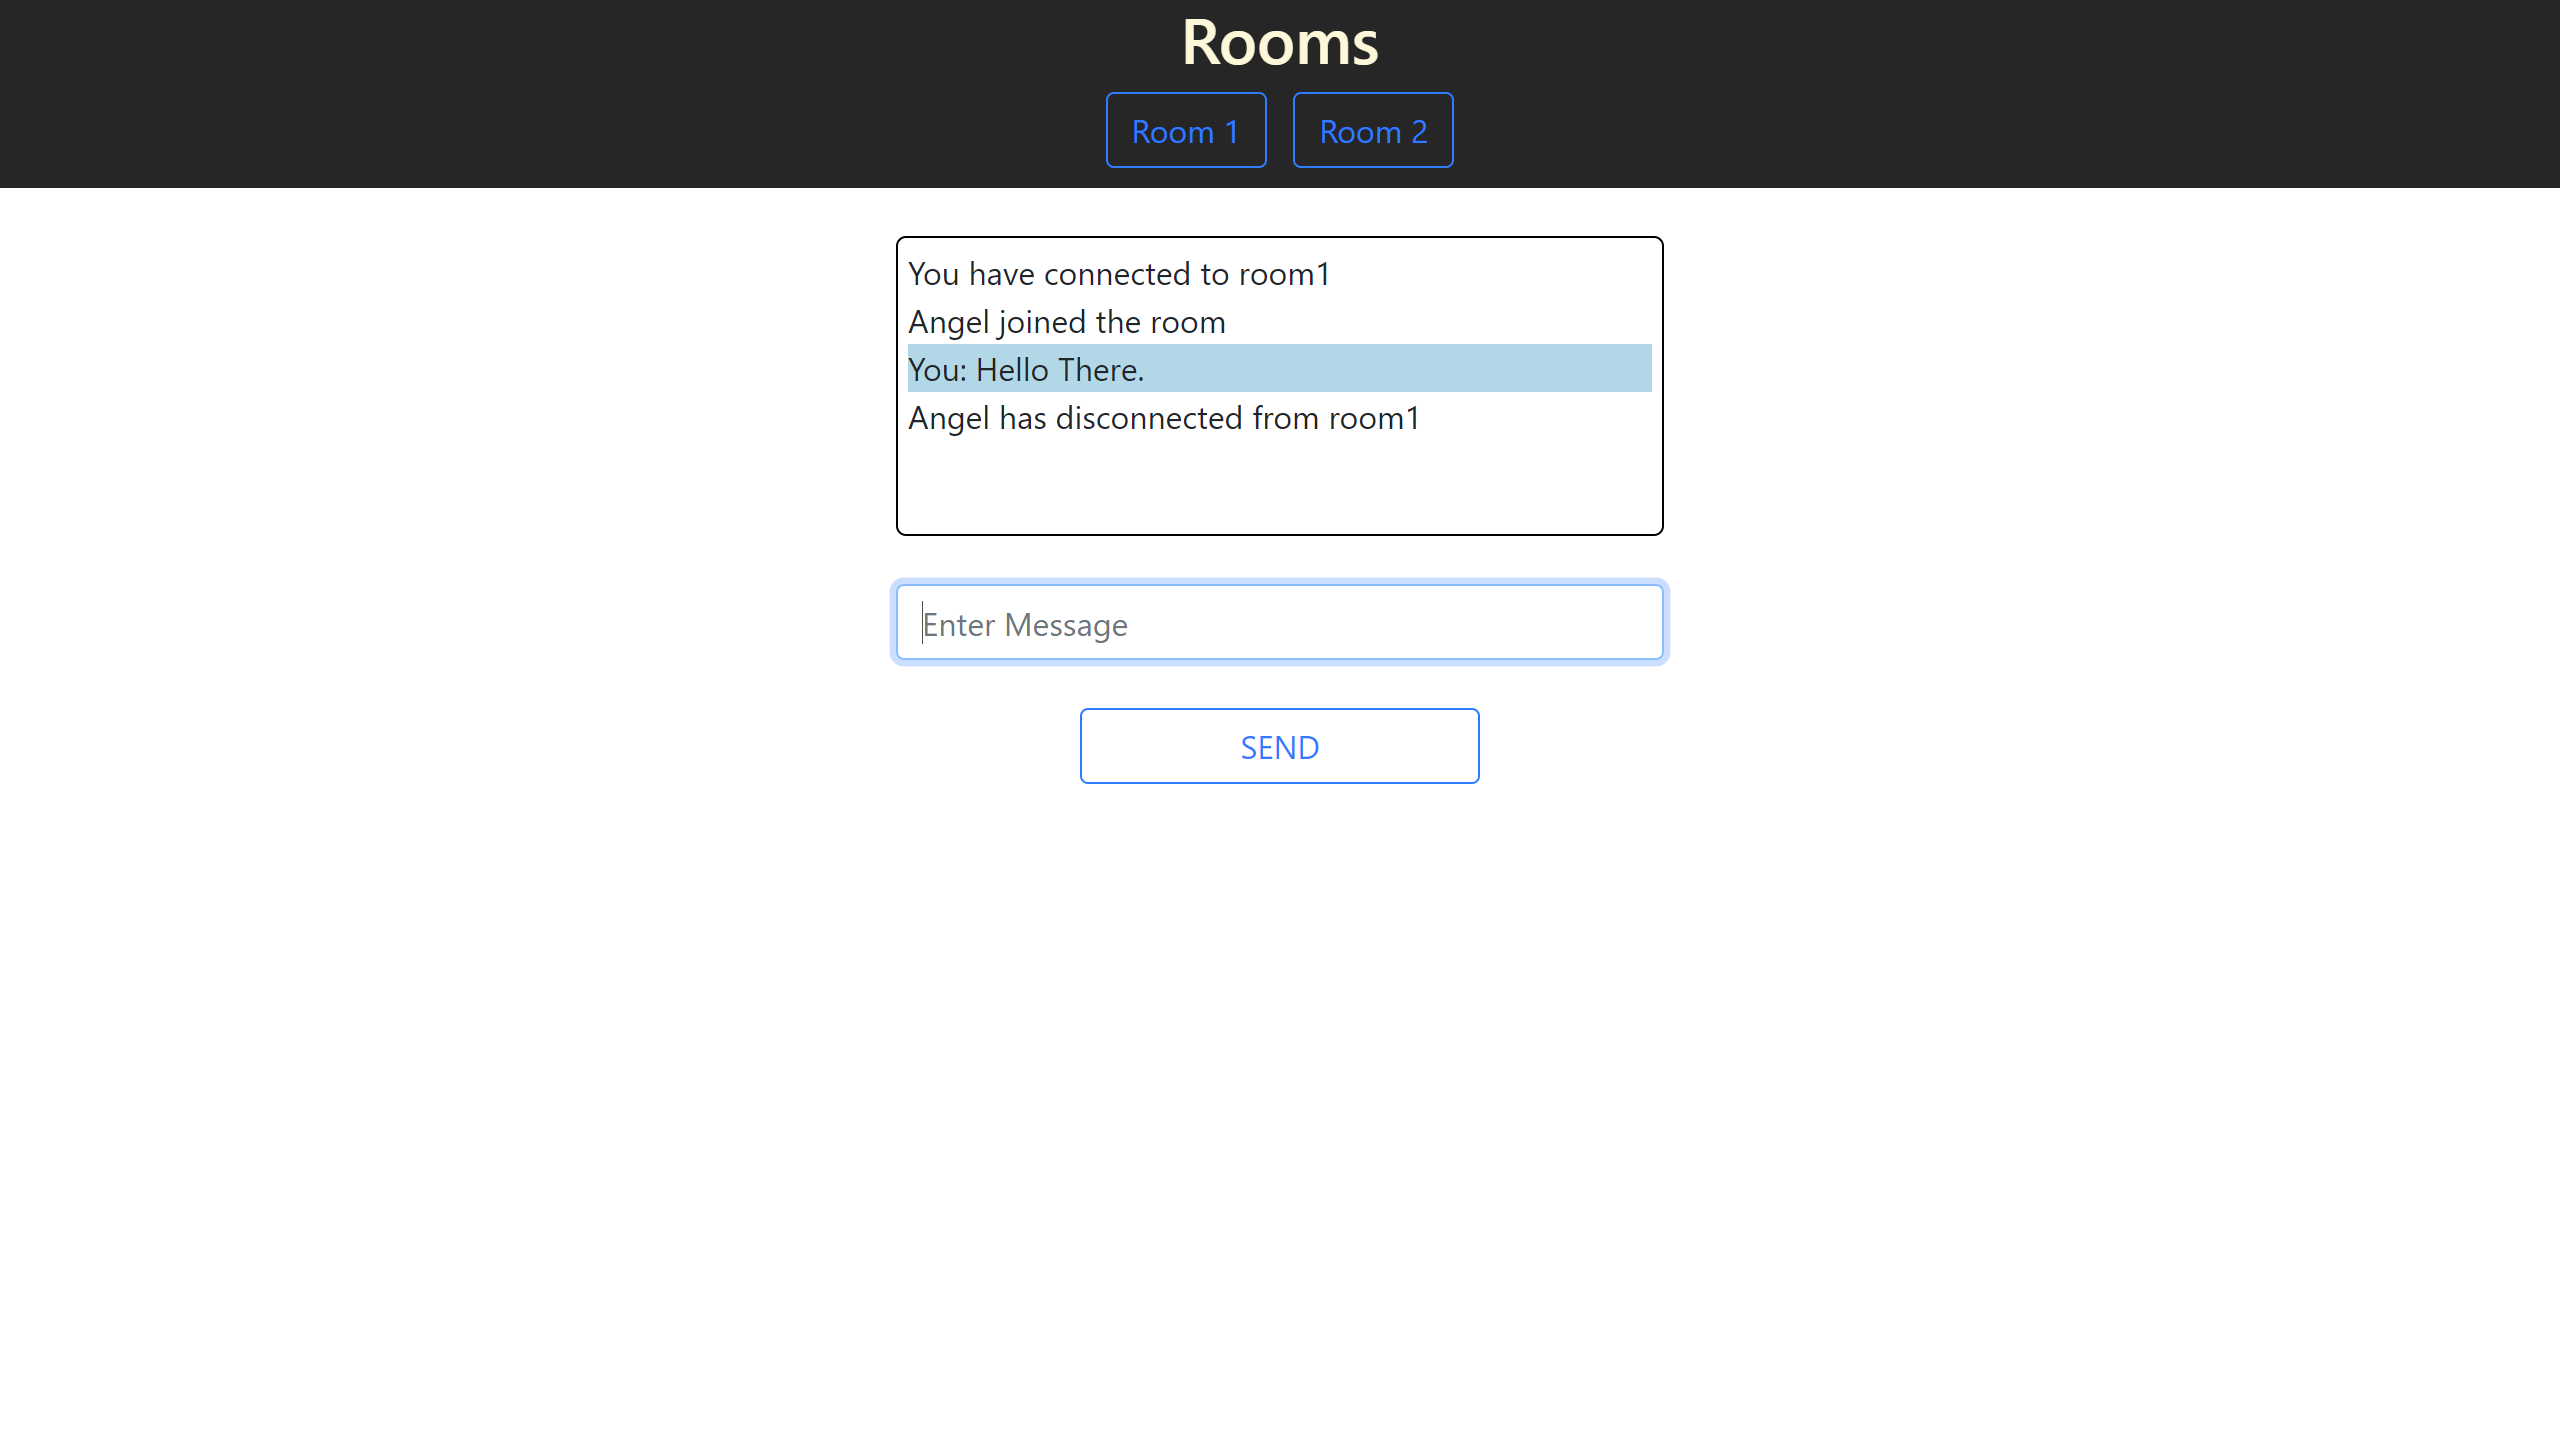 Rooms
Room 1 Room 2
You have connected to room1
Angel joined the room
You: Hello There.
Angel has disconnected from room1
Enter Message
SEND